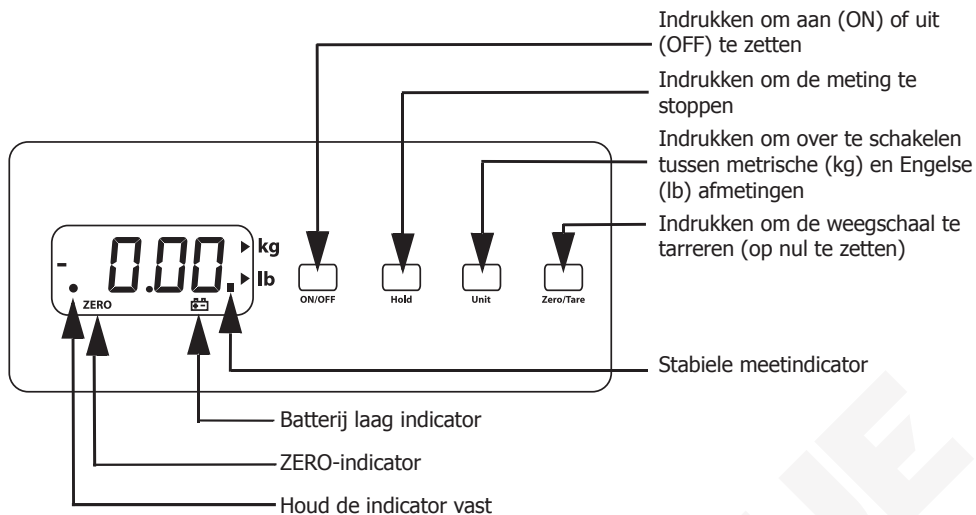 Indrukken om aan (ON) of uit
(OFF) te zetten
Indrukken om de meting te
stoppen
Indrukken om over te schakelen
tussen metrische (kg) en Engelse
(lb) afmetingen
Indrukken om de weegschaal te
tarreren (op nul te zetten)
- 0.00. kg
lb
ZERO
ON/OFF Hold Unit Zero/Tare
Stabiele meetindicator
Batterij laag indicator
ZERO-indicator
Houd de indicator vast